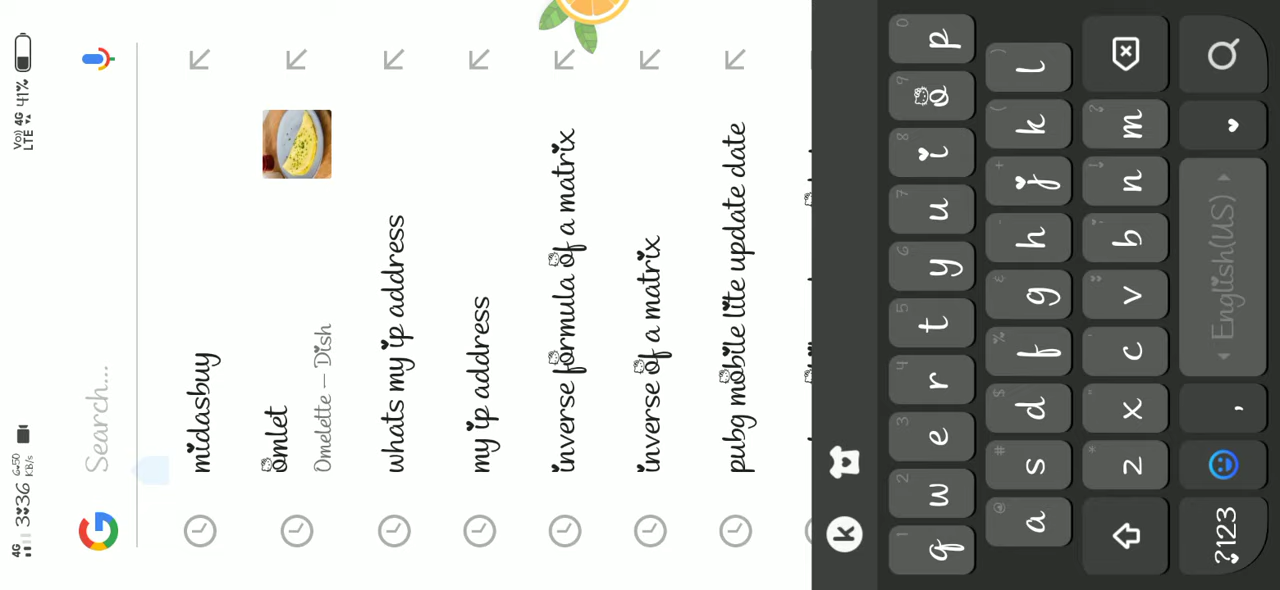 4G 3:36 6.50 KB/s Vo)) LTE 4G 41%
Search...
midasbuy
omlet
Omelette — Dish
whats my ip address
my ip address
inverse formula of a matrix
inverse of a matrix
pubg mobile lite update date
K
q w e r t y u i o p
1 2 3 4 5 6 7 8 9 0
a s d f g h j k l
z x c v b n m
?123 , English(US)